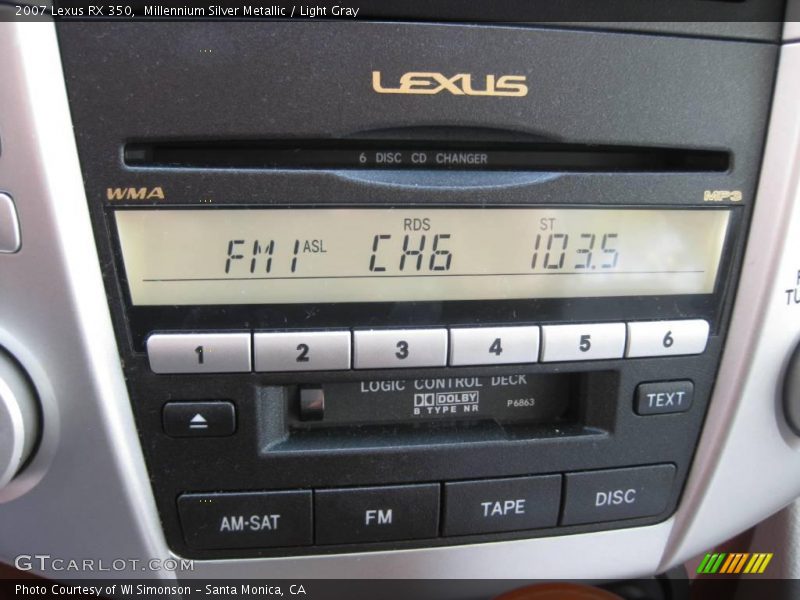 2007 Lexus RX 350,  Millennium Silver Metallic / Light Gray
LEXUS
6 DISC CD CHANGER
WMA
MP3
RDS ST
FM1 ASL CH6 103.5
1 2 3 4 5 6
LOGIC CONTROL DECK
DOLBY
B TYPE NR P6863
TEXT
AM·SAT FM TAPE DISC
GTCARLOT.COM
Photo Courtesy of WI Simonson – Santa Monica, CA